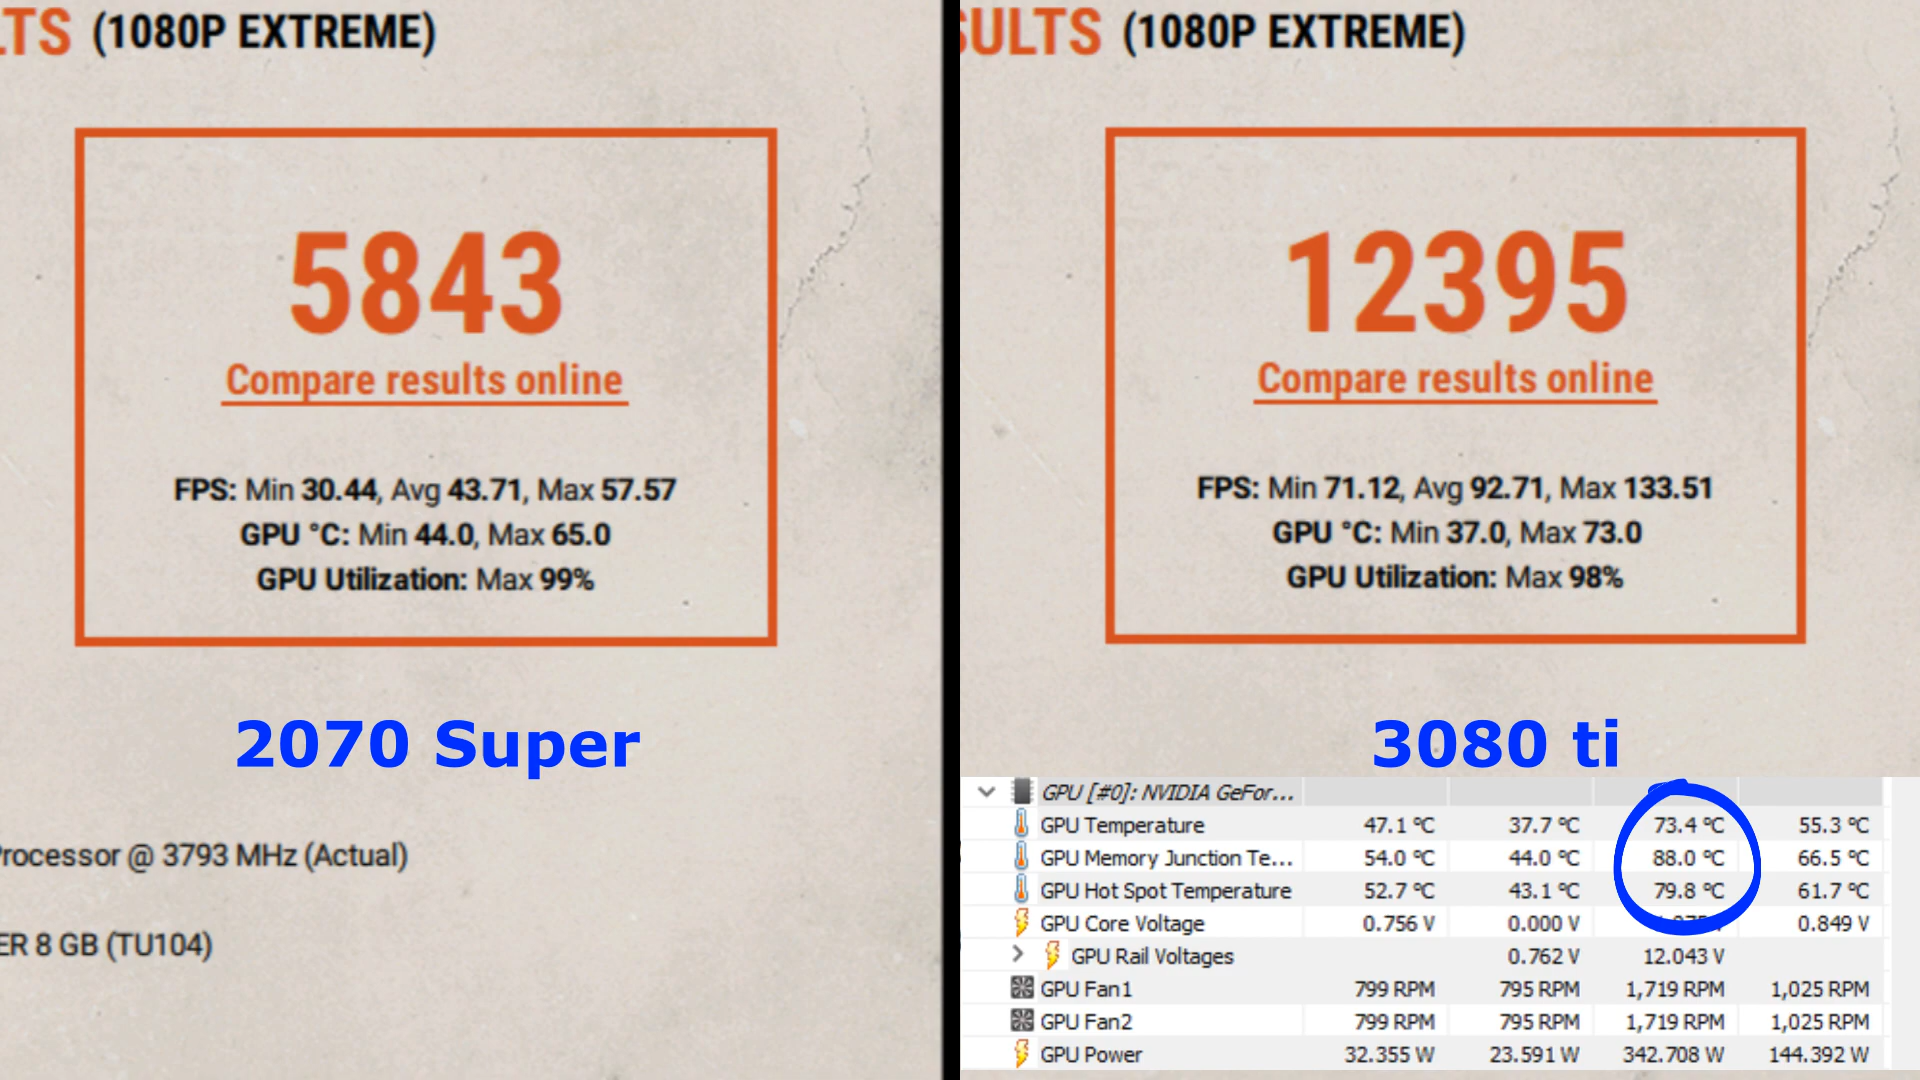 LTS (1080P EXTREME)
5843
Compare results online
FPS: Min 30.44, Avg 43.71, Max 57.57
GPU °C: Min 44.0, Max 65.0
GPU Utilization: Max 99%
2070 Super
Processor @ 3793 MHz (Actual)
ER 8 GB (TU104)
SULTS (1080P EXTREME)
12395
Compare results online
FPS: Min 71.12, Avg 92.71, Max 133.51
GPU °C: Min 37.0, Max 73.0
GPU Utilization: Max 98%
3080 ti
GPU [#0]: NVIDIA GeFor...
GPU Temperature 47.1 °C 37.7 °C 73.4 °C 55.3 °C
GPU Memory Junction Te... 54.0 °C 44.0 °C 88.0 °C 66.5 °C
GPU Hot Spot Temperature 52.7 °C 43.1 °C 79.8 °C 61.7 °C
GPU Core Voltage 0.756 V 0.000 V 0.849 V
GPU Rail Voltages 0.762 V 12.043 V
GPU Fan1 799 RPM 795 RPM 1,719 RPM 1,025 RPM
GPU Fan2 799 RPM 795 RPM 1,719 RPM 1,025 RPM
GPU Power 32.355 W 23.591 W 342.708 W 144.392 W